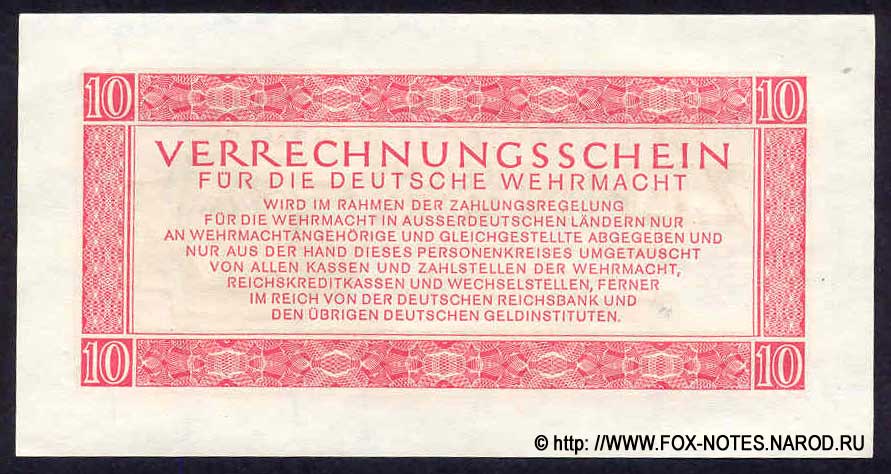 10 10
VERRECHNUNGSSCHEIN
FÜR DIE DEUTSCHE WEHRMACHT
WIRD IM RAHMEN DER ZAHLUNGSREGELUNG
FÜR DIE WEHRMACHT IN AUSSERDEUTSCHEN LÄNDERN NUR
AN WEHRMACHTANGEHÖRIGE UND GLEICHGESTELLTE ABGEGEBEN UND
NUR AUS DER HAND DIESES PERSONENKREISES UMGETAUSCHT
VON ALLEN KASSEN UND ZAHLSTELLEN DER WEHRMACHT,
REICHSKREDITKASSEN UND WECHSELSTELLEN, FERNER
IM REICH VON DER DEUTSCHEN REICHSBANK UND
DEN ÜBRIGEN DEUTSCHEN GELDINSTITUTEN.
10 10
© http: //WWW.FOX-NOTES.NAROD.RU